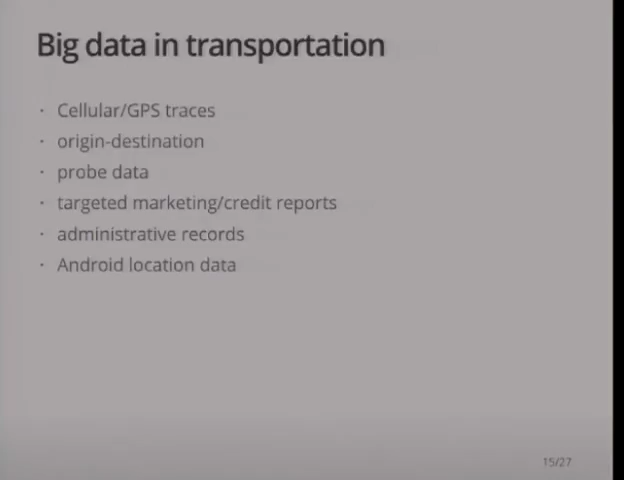 Big data in transportation
· Cellular/GPS traces
· origin-destination
· probe data
· targeted marketing/credit reports
· administrative records
· Android location data
15/27